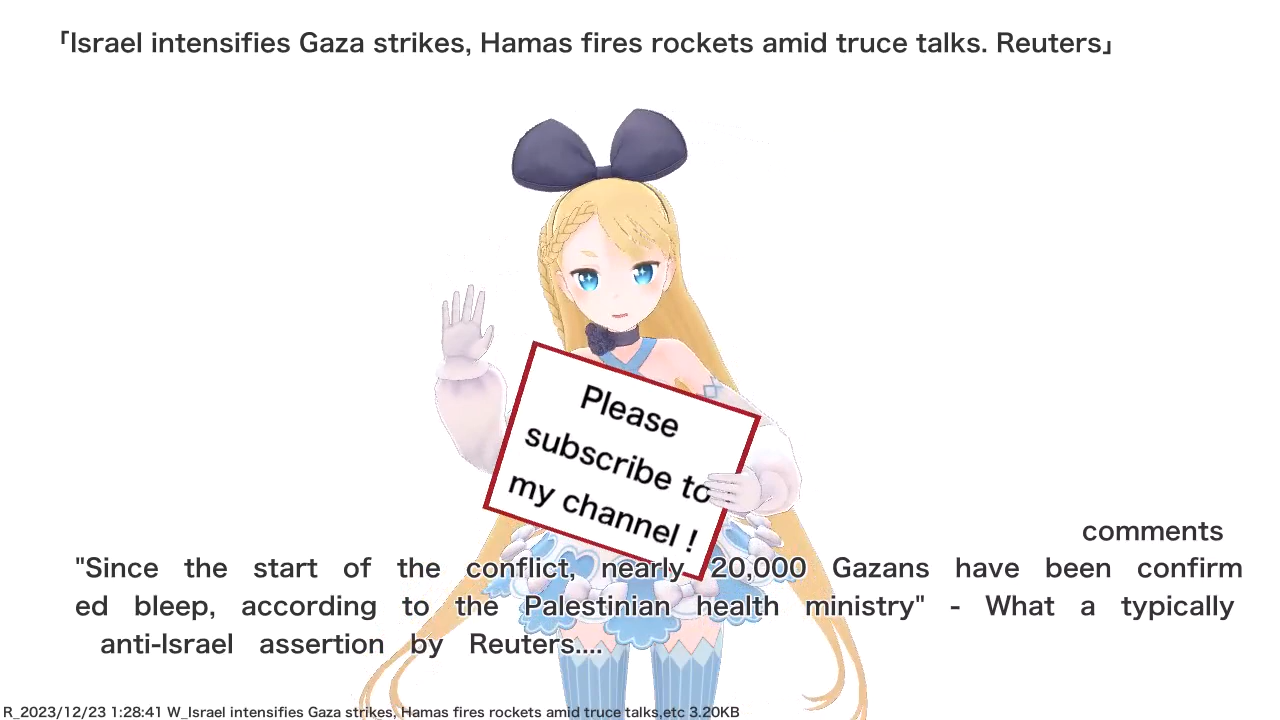 「Israel intensifies Gaza strikes, Hamas fires rockets amid truce talks. Reuters」
Please
subscribe to
my channel !
comments
"Since the start of the conflict, nearly 20,000 Gazans have been confirm
ed bleep, according to the Palestinian health ministry" - What a typically
anti-Israel assertion by Reuters....
R_2023/12/23 1:28:41 W_Israel intensifies Gaza strikes, Hamas fires rockets amid truce talks,etc 3.20KB